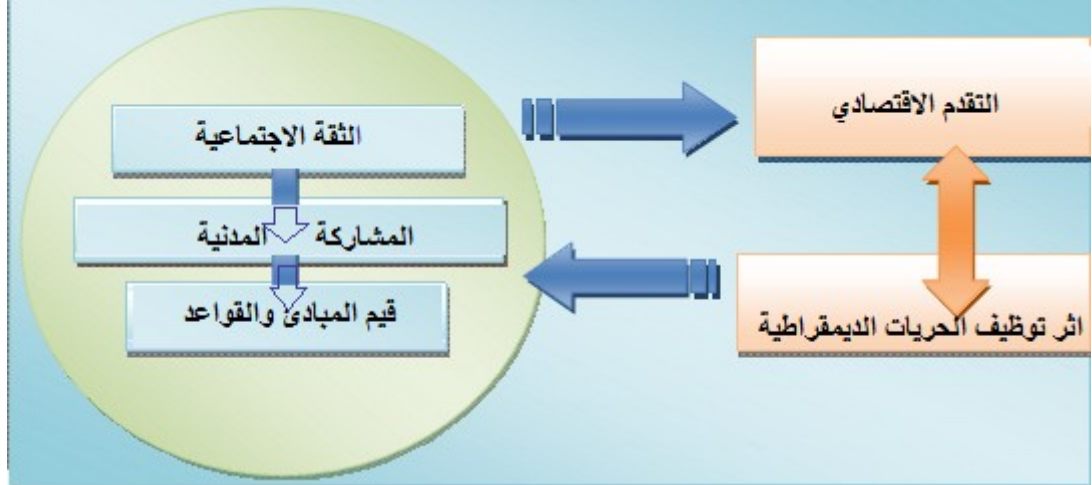 التقدم الاقتصادي
الثقة الاجتماعية
المشاركة المدنية
قيم المبادئ والقواعد
اثر توظيف الحريات الديمقراطية